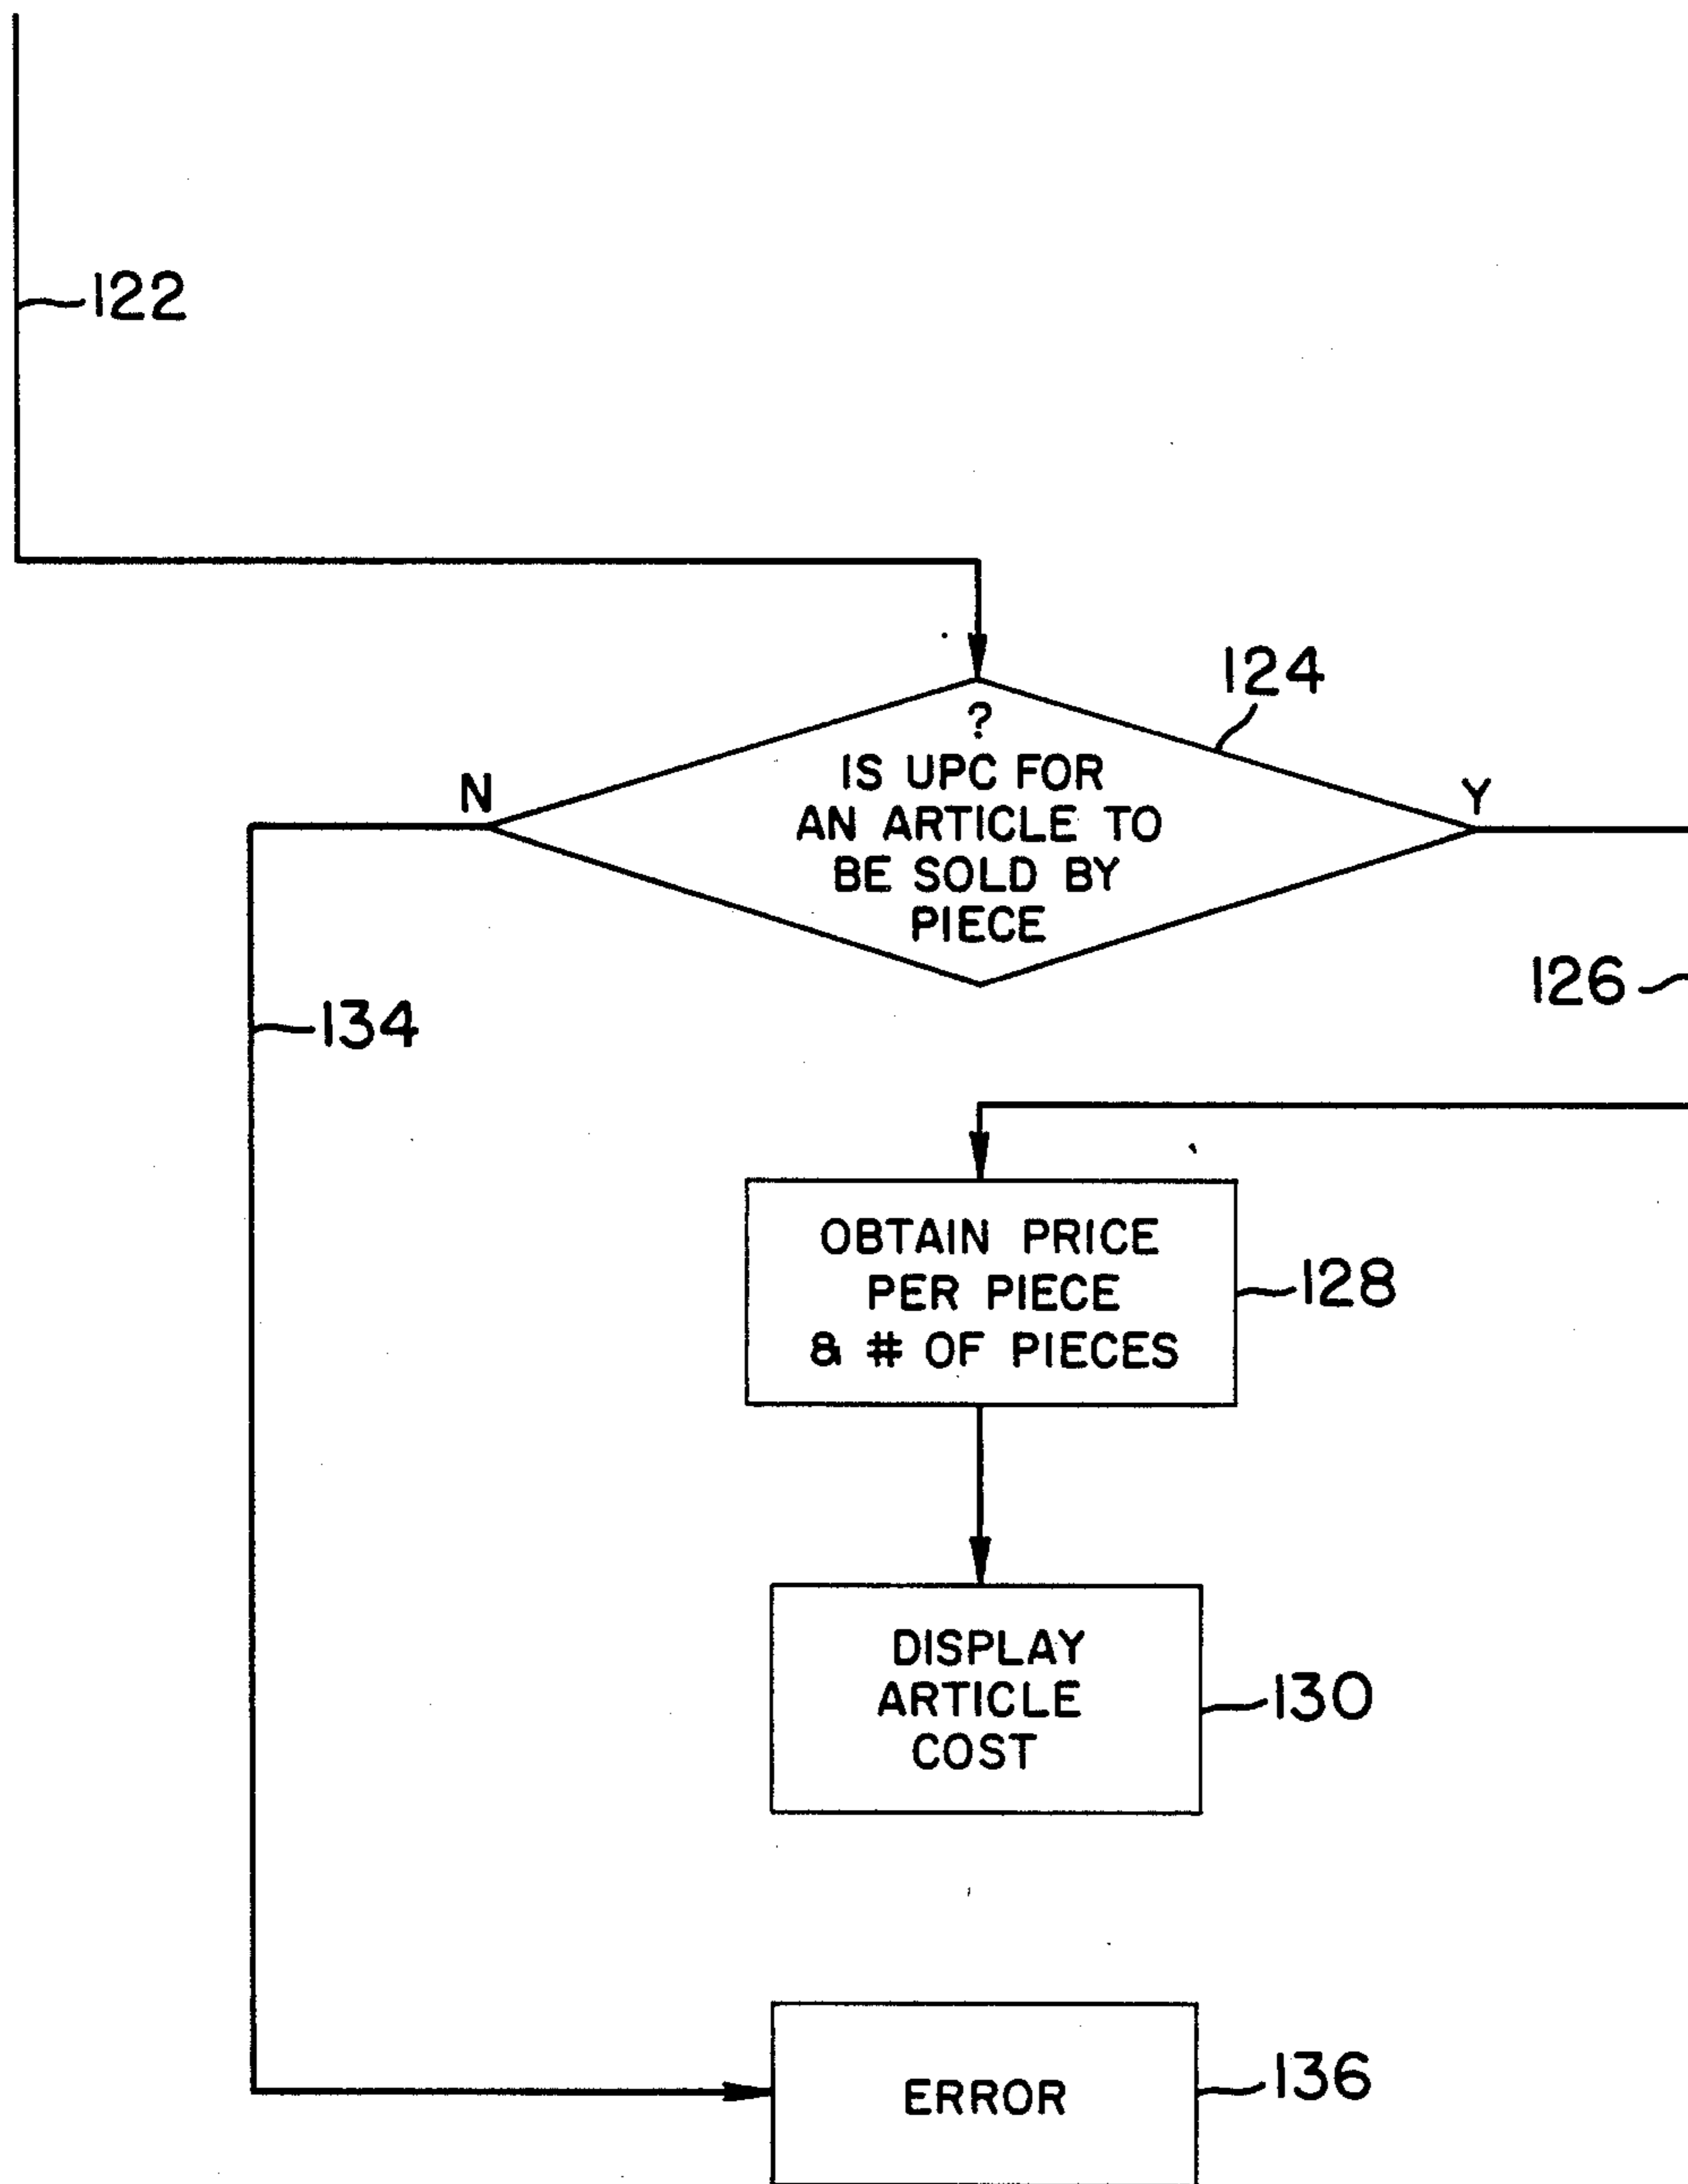 122
124
?
IS UPC FOR
AN ARTICLE TO
BE SOLD BY
PIECE
N
Y
126
134
OBTAIN PRICE
PER PIECE
& # OF PIECES
128
DISPLAY
ARTICLE
COST
130
ERROR
136